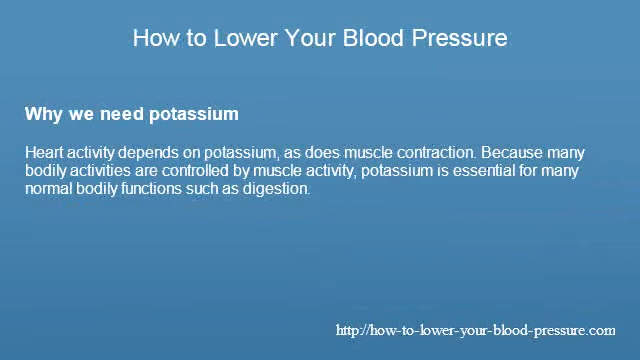 How to Lower Your Blood Pressure
Why we need potassium
Heart activity depends on potassium, as does muscle contraction. Because many
bodily activities are controlled by muscle activity, potassium is essential for many
normal bodily functions such as digestion.
http://how-to-lower-your-blood-pressure.com